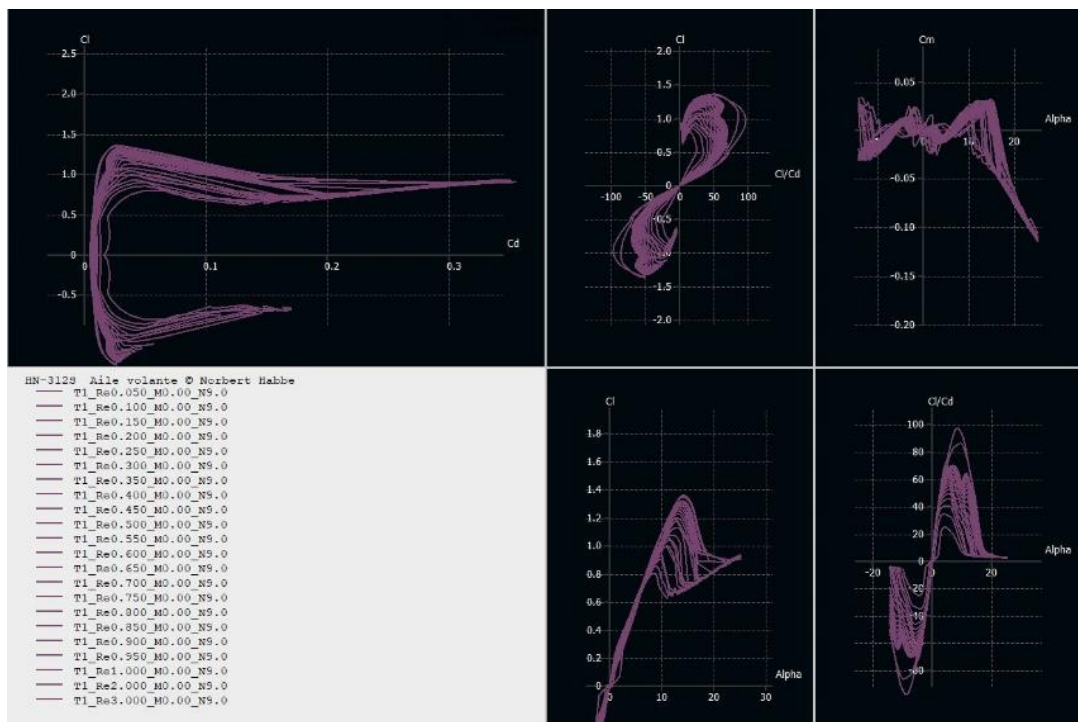 Cl
2.5
2.0
1.5
1.0
0.5
0
-0.5
0
0.1
0.2
0.3
Cd
Cl
2.0
1.5
1.0
0.5
-100
-50
0
50
100
Cl/Cd
-0.5
-1.0
-1.5
-2.0
Cm
0.05
Alpha
20
-0.05
-0.10
-0.15
-0.20
HN-312S Aile volante © Norbert Habbe
T1_Re0.050_M0.00_N9.0
T1_Re0.100_M0.00_N9.0
T1_Re0.150_M0.00_N9.0
T1_Re0.200_M0.00_N9.0
T1_Re0.250_M0.00_N9.0
T1_Re0.300_M0.00_N9.0
T1_Re0.350_M0.00_N9.0
T1_Re0.400_M0.00_N9.0
T1_Re0.450_M0.00_N9.0
T1_Re0.500_M0.00_N9.0
T1_Re0.550_M0.00_N9.0
T1_Re0.600_M0.00_N9.0
T1_Re0.650_M0.00_N9.0
T1_Re0.700_M0.00_N9.0
T1_Re0.750_M0.00_N9.0
T1_Re0.800_M0.00_N9.0
T1_Re0.850_M0.00_N9.0
T1_Re0.900_M0.00_N9.0
T1_Re0.950_M0.00_N9.0
T1_Re1.000_M0.00_N9.0
T1_Re2.000_M0.00_N9.0
T1_Re3.000_M0.00_N9.0
Cl
1.8
1.6
1.4
1.2
1.0
0.8
0.6
0.4
0.2
0
Alpha
0
10
20
30
Cl/Cd
100
80
60
40
20
0
Alpha
-20
0
20